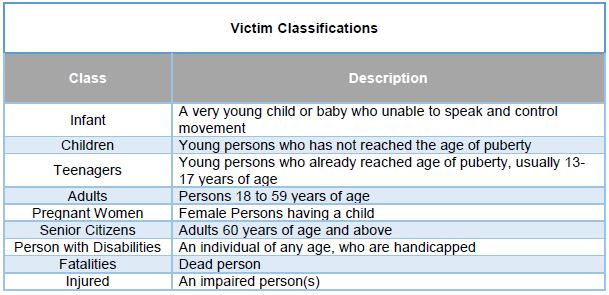 Victim Classifications
Class Description
Infant A very young child or baby who unable to speak and control
movement
Children Young persons who has not reached the age of puberty
Teenagers Young persons who already reached age of puberty, usually 13-
17 years of age
Adults Persons 18 to 59 years of age
Pregnant Women Female Persons having a child
Senior Citizens Adults 60 years of age and above
Person with Disabilities An individual of any age, who are handicapped
Fatalities Dead person
Injured An impaired person(s)